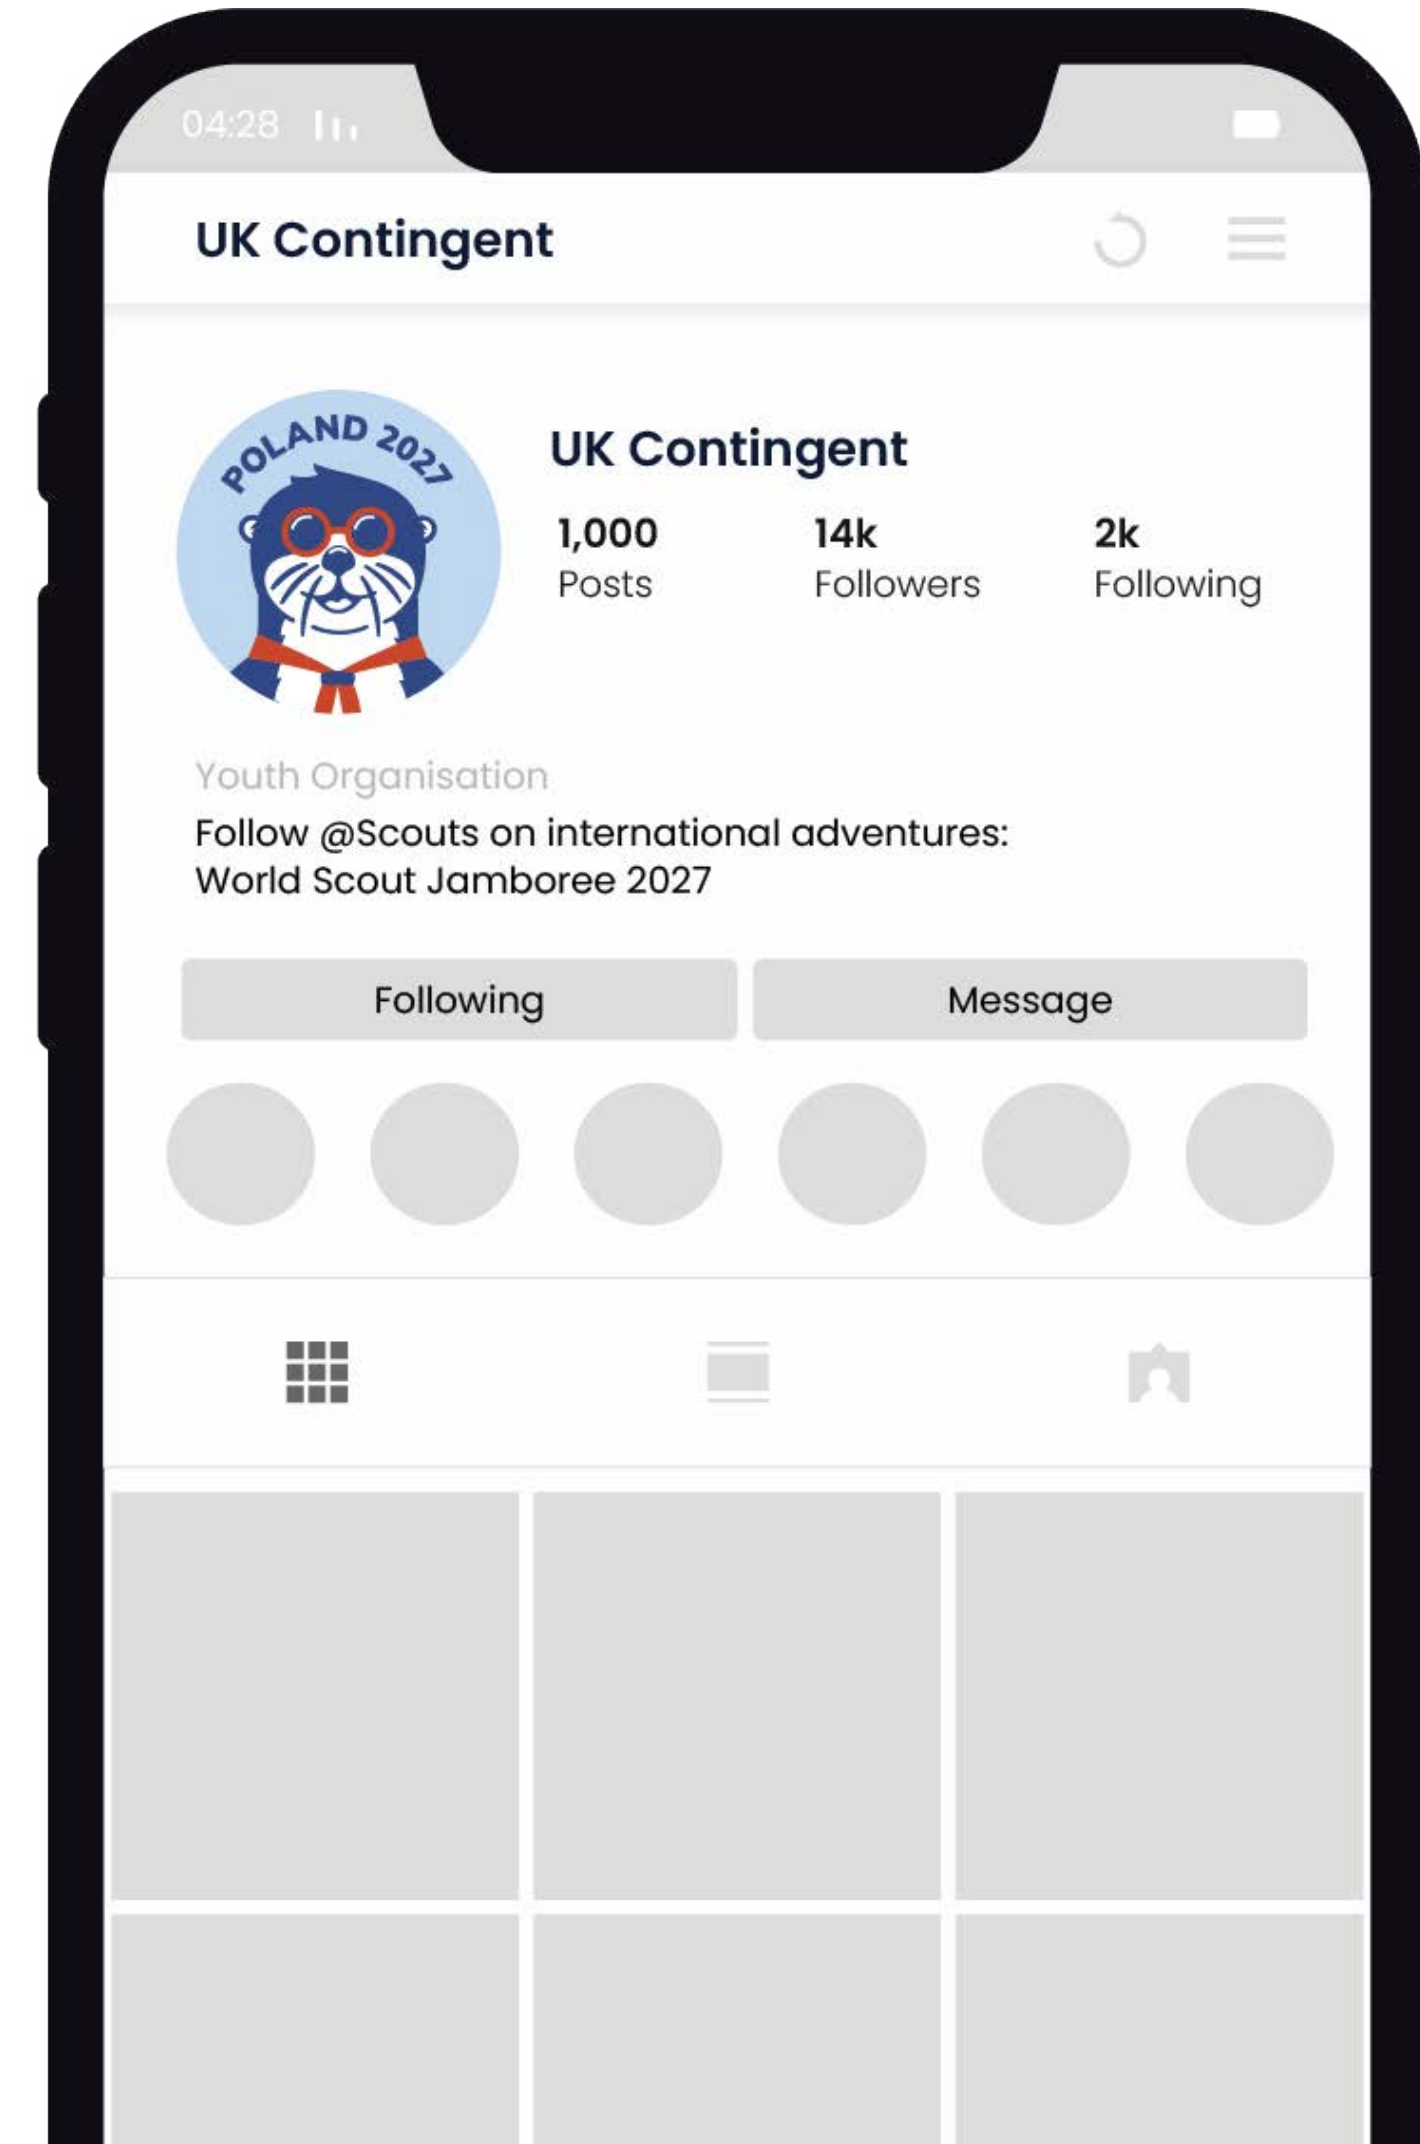 04:28
UK Contingent
POLAND 2027
UK Contingent
1,000 14k 2k
Posts Followers Following
Youth Organisation
Follow @Scouts on international adventures:
World Scout Jamboree 2027
Following Message